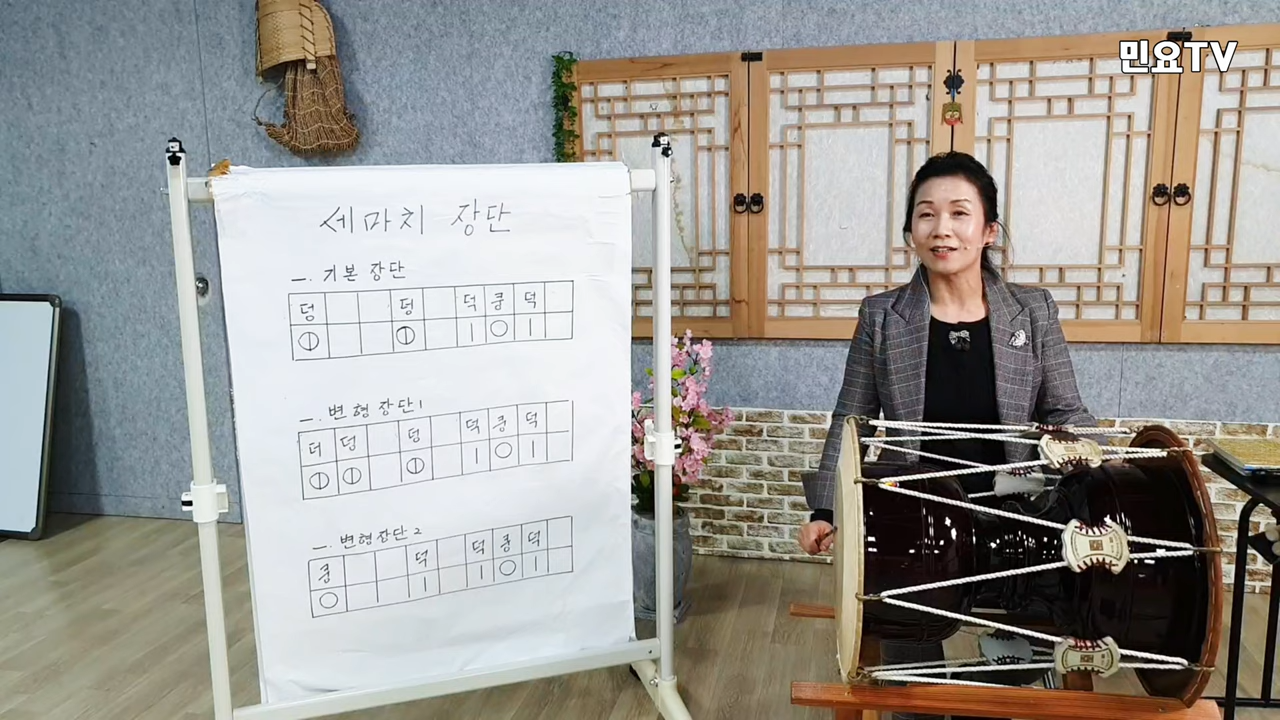 민요TV
세마치 장단
一. 기본 장단
덩 덩 덕 쿵 덕
ㅣ ㅣ
一. 변형 장단 1
더 덩 덩 덕 쿵 덕
ㅣ ㅣ
一. 변형 장단 2
쿵 덕 덕 쿵 덕
ㅣ ㅣ ㅣ